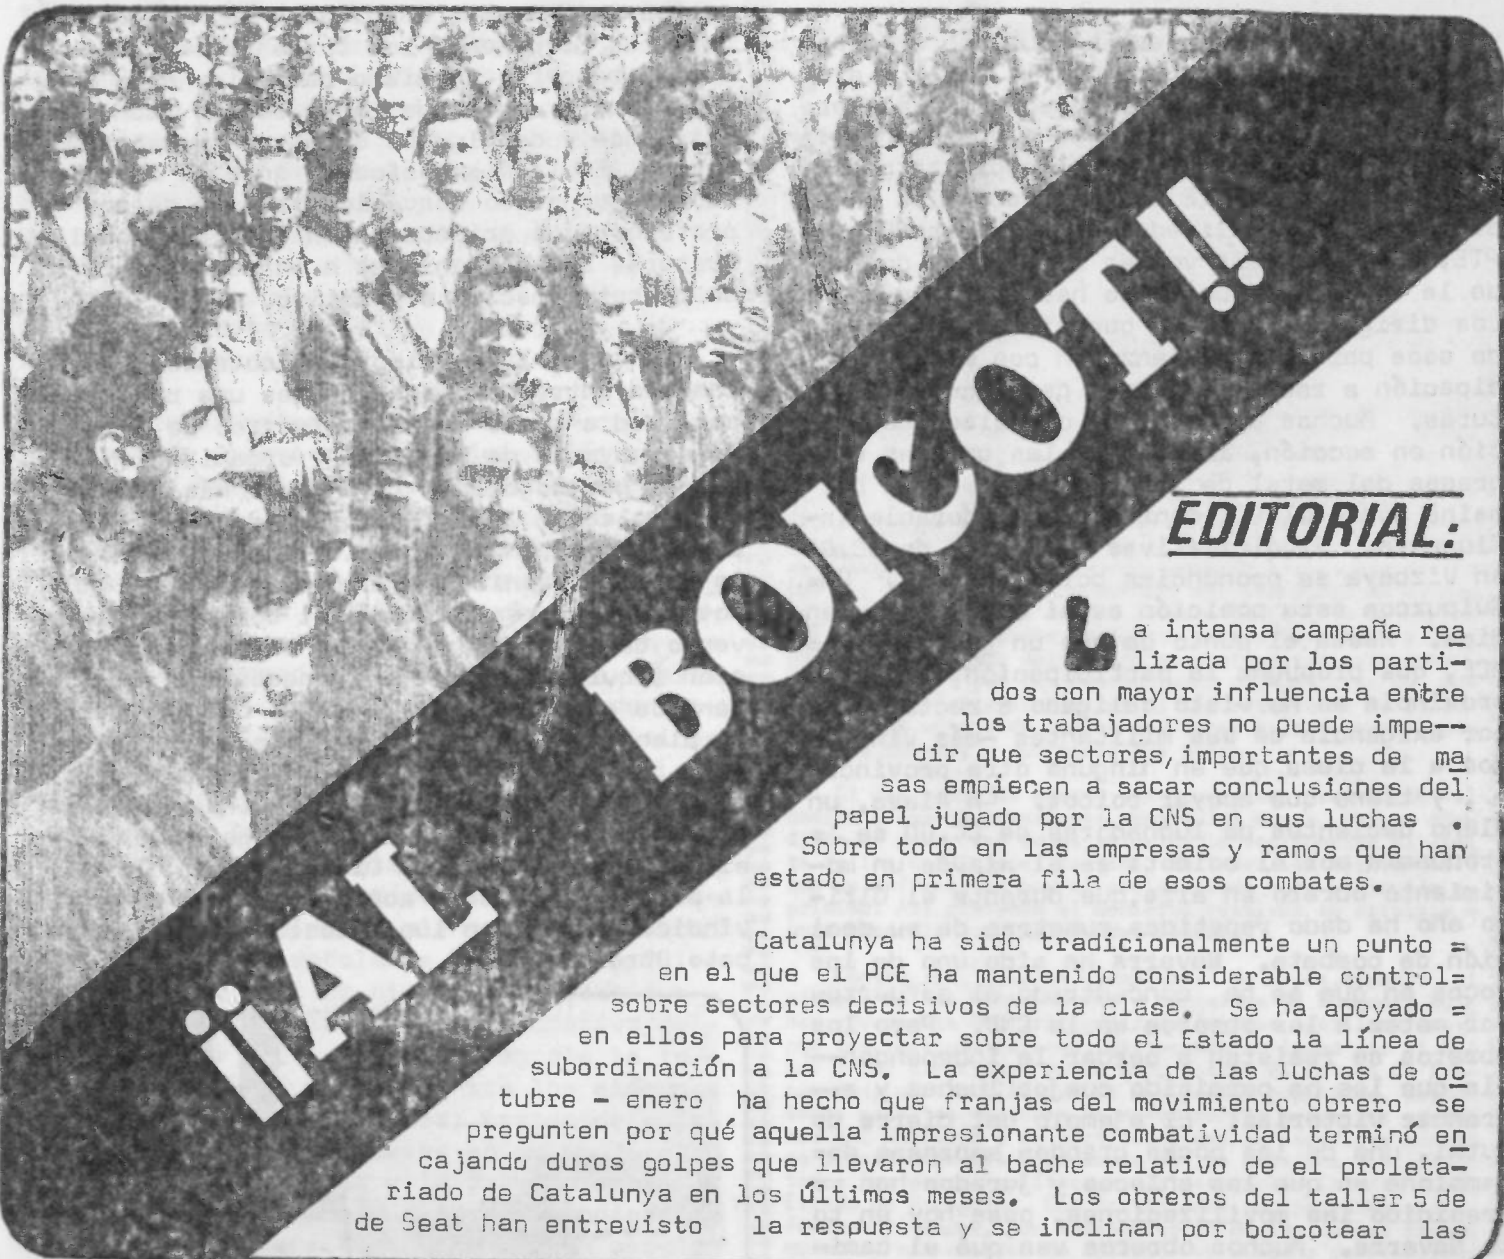 ¡¡AL BOICOT!!
EDITORIAL:
La intensa campaña rea
lizada por los parti-
dos con mayor influencia entre
los trabajadores no puede impe--
dir que sectores, importantes de ma
sas empiecen a sacar conclusiones del
papel jugado por la CNS en sus luchas .
Sobre todo en las empresas y ramos que han
estado en primera fila de esos combates.
Catalunya ha sido tradicionalmente un punto =
en el que el PCE ha mantenido considerable control=
sobre sectores decisivos de la clase. Se ha apoyado =
en ellos para proyectar sobre todo el Estado la línea de
subordinación a la CNS. La experiencia de las luchas de oc
tubre - enero ha hecho que franjas del movimiento obrero se
pregunten por qué aquella impresionante combatividad terminó en
cajando duros golpes que llevaron al bache relativo de el proleta-
riado de Catalunya en los últimos meses. Los obreros del taller 5 de
de Seat han entrevisto la respuesta y se inclinan por boicotear las